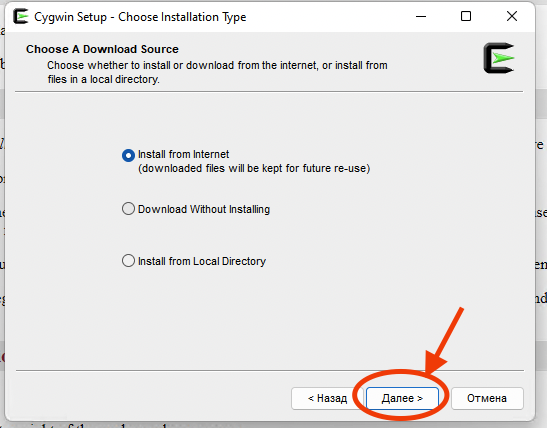 Cygwin Setup - Choose Installation Type
Choose A Download Source
Choose whether to install or download from the internet, or install from
files in a local directory.
Install from Internet
(downloaded files will be kept for future re-use)
Download Without Installing
Install from Local Directory
< Назад
Далее >
Отмена